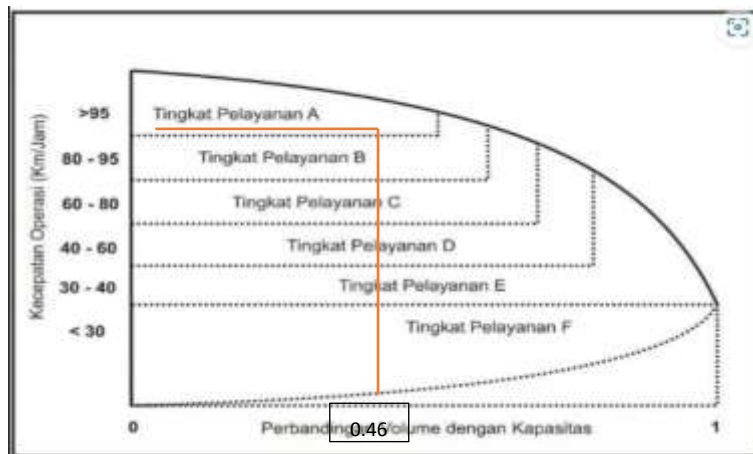 Kecepatan Operasi (Km/Jam)
>95
Tingkat Pelayanan A
80 - 95
Tingkat Pelayanan B
60 - 80
Tingkat Pelayanan C
40 - 60
Tingkat Pelayanan D
30 - 40
Tingkat Pelayanan E
< 30
Tingkat Pelayanan F
0
Volume dengan Kapasitas
0.46
1